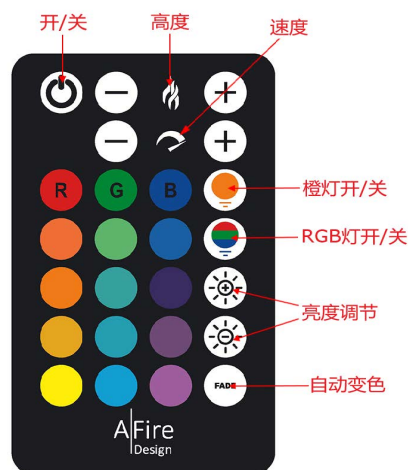 开/关
高度
速度
R G B
橙灯开/关
RGB灯开/关
亮度调节
FADE
自动变色
A Fire
Design